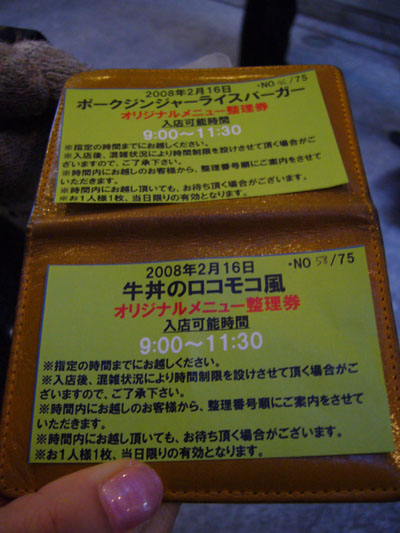 2008年2月16日 ・NO /75
ポークジンジャーライスバーガー
オリジナルメニュー整理券
入店可能時間
9:00～11:30
※指定の時間までにお越しください。
※入店後、混雑状況により時間制限を設けさせて頂く場合がご
ざいますので、ご了承下さい。
※時間内にお越しのお客様から、整理番号順にご案内をさせて
いただきます。
※時間内にお越し頂いても、お待ち頂く場合がございます。
※お1人様1枚、当日限りの有効となります。
2008年2月16日 ・NO 58/75
牛丼のロコモコ風
オリジナルメニュー整理券
入店可能時間
9:00～11:30
※指定の時間までにお越しください。
※入店後、混雑状況により時間制限を設けさせて頂く場合がご
ざいますので、ご了承下さい。
※時間内にお越しのお客様から、整理番号順にご案内をさせて
いただきます。
※時間内にお越し頂いても、お待ち頂く場合がございます。
※お1人様1枚、当日限りの有効となります。